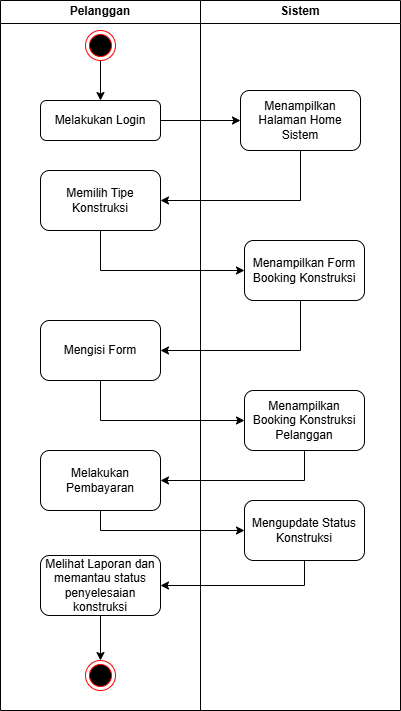 Pelanggan
Sistem
Melakukan Login
Menampilkan
Halaman Home
Sistem
Memilih Tipe
Konstruksi
Menampilkan Form
Booking Konstruksi
Mengisi Form
Menampilkan
Booking Konstruksi
Pelanggan
Melakukan
Pembayaran
Mengupdate Status
Konstruksi
Melihat Laporan dan
memantau status
penyelesaian
konstruksi